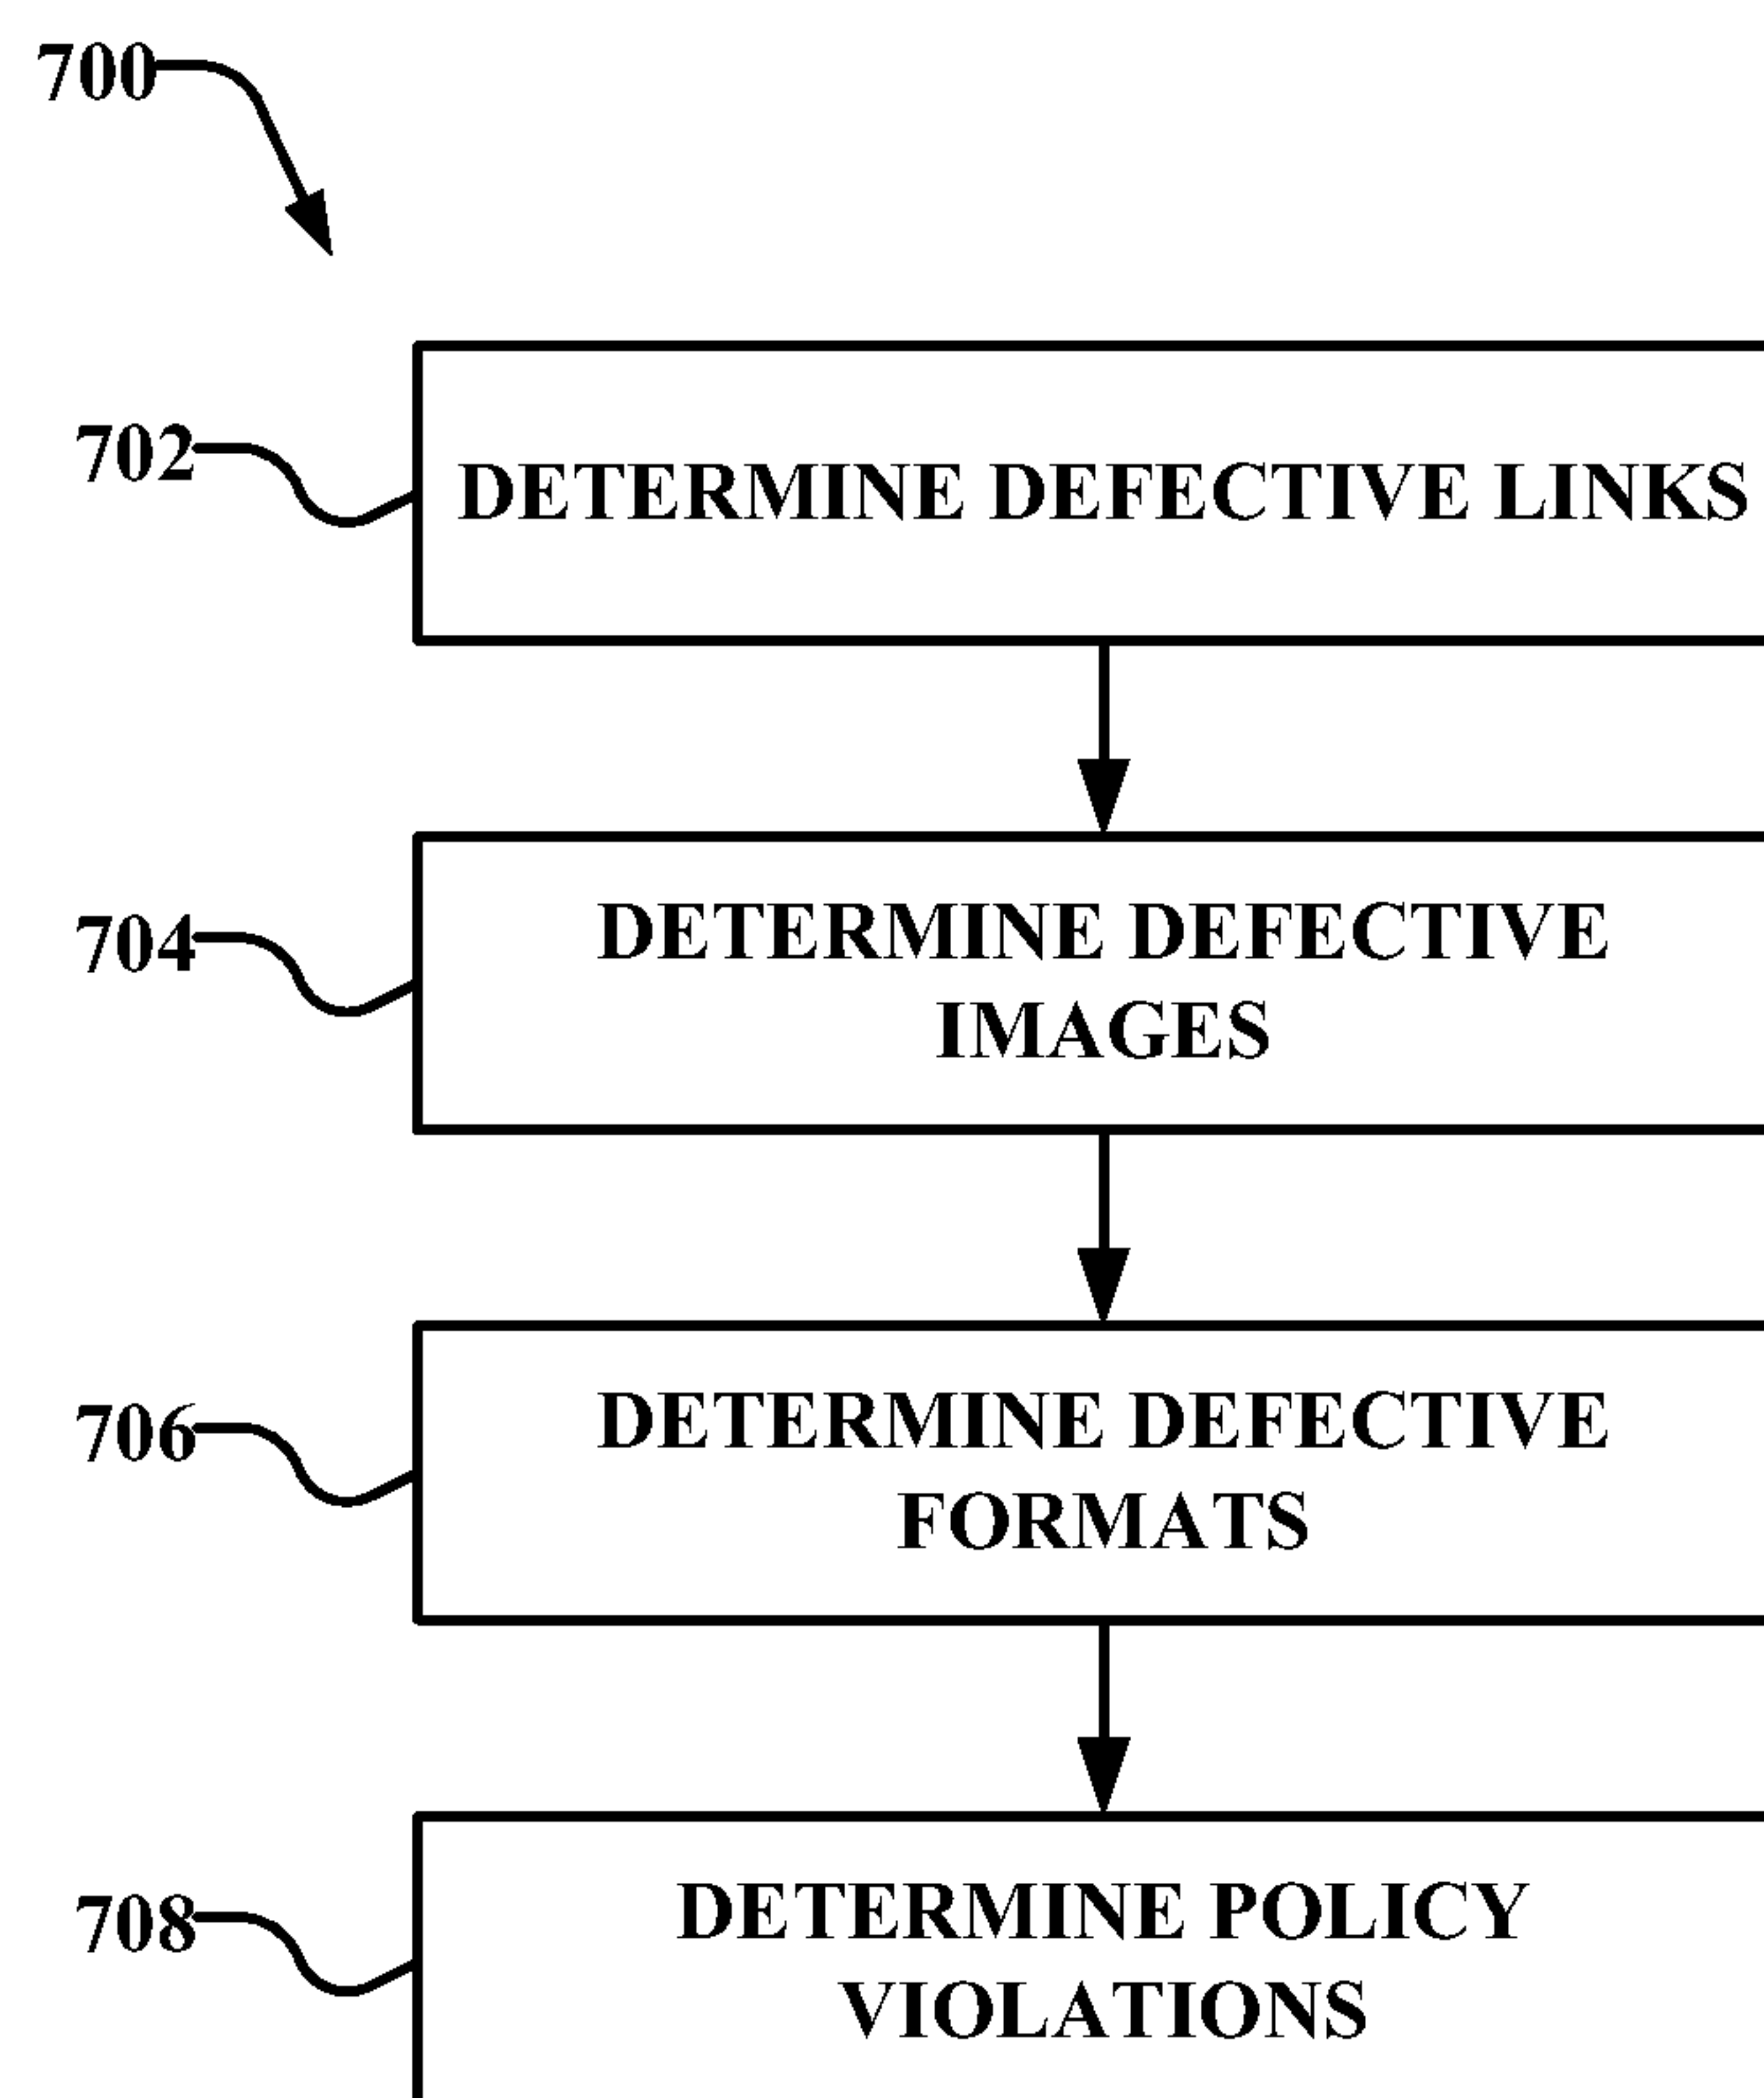 700
702
DETERMINE DEFECTIVE LINKS
704
DETERMINE DEFECTIVE
IMAGES
706
DETERMINE DEFECTIVE
FORMATS
708
DETERMINE POLICY
VIOLATIONS